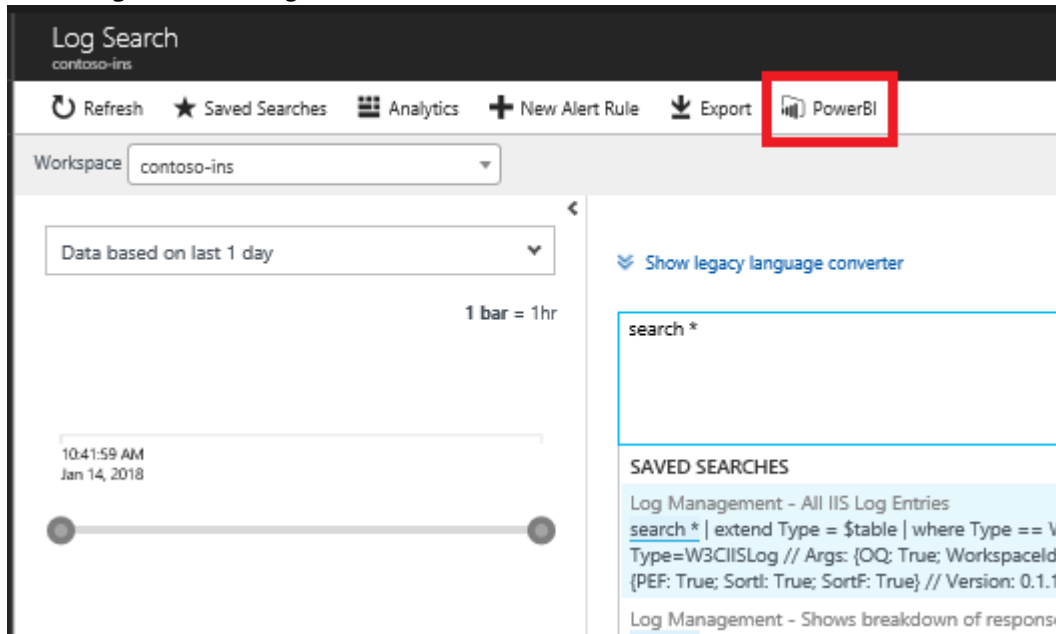 Log Search
contoso-ins
Refresh Saved Searches Analytics New Alert Rule Export PowerBI
Workspace contoso-ins
Data based on last 1 day
Show legacy language converter
1 bar = 1hr
search *
10:41:59 AM
Jan 14, 2018
SAVED SEARCHES
Log Management - All IIS Log Entries
search * | extend Type = $table | where Type ==
Type=W3CIISLog // Args: {OQ: True; WorkspaceId
{PEF: True; SortI: True; SortF: True} // Version: 0.1.1
Log Management - Shows breakdown of response